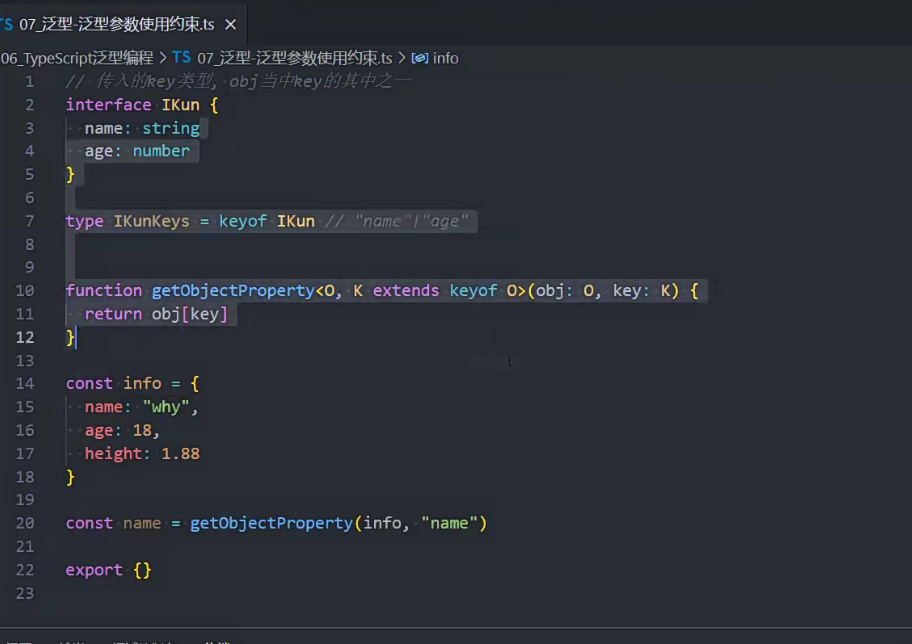 TS 07_泛型-泛型参数使用约束.ts ×
06_TypeScript泛型编程 > TS 07_泛型-泛型参数使用约束.ts > info
1 // 传入的key类型, obj当中key的其中之一
2 interface IKun {
3   name: string
4   age: number
5 }
6
7 type IKunKeys = keyof IKun // "name"|"age"
8
9
10 function getObjectProperty<O, K extends keyof O>(obj: O, key: K) {
11   return obj[key]
12 }
13
14 const info = {
15   name: "why",
16   age: 18,
17   height: 1.88
18 }
19
20 const name = getObjectProperty(info, "name")
21
22 export {}
23